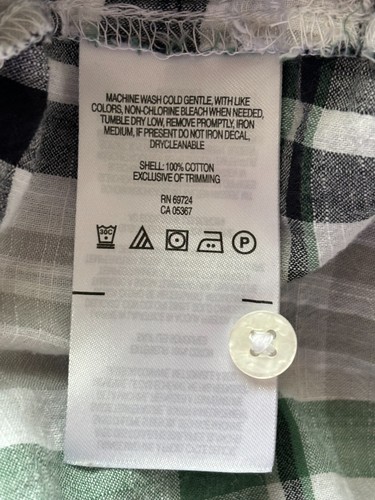 MACHINE WASH COLD GENTLE, WITH LIKE
COLORS, NON-CHLORINE BLEACH WHEN NEEDED,
TUMBLE DRY LOW, REMOVE PROMPTLY, IRON
MEDIUM, IF PRESENT DO NOT IRON DECAL,
DRYCLEANABLE
SHELL: 100% COTTON
EXCLUSIVE OF TRIMMING
RN 69724
CA 05367
30C P